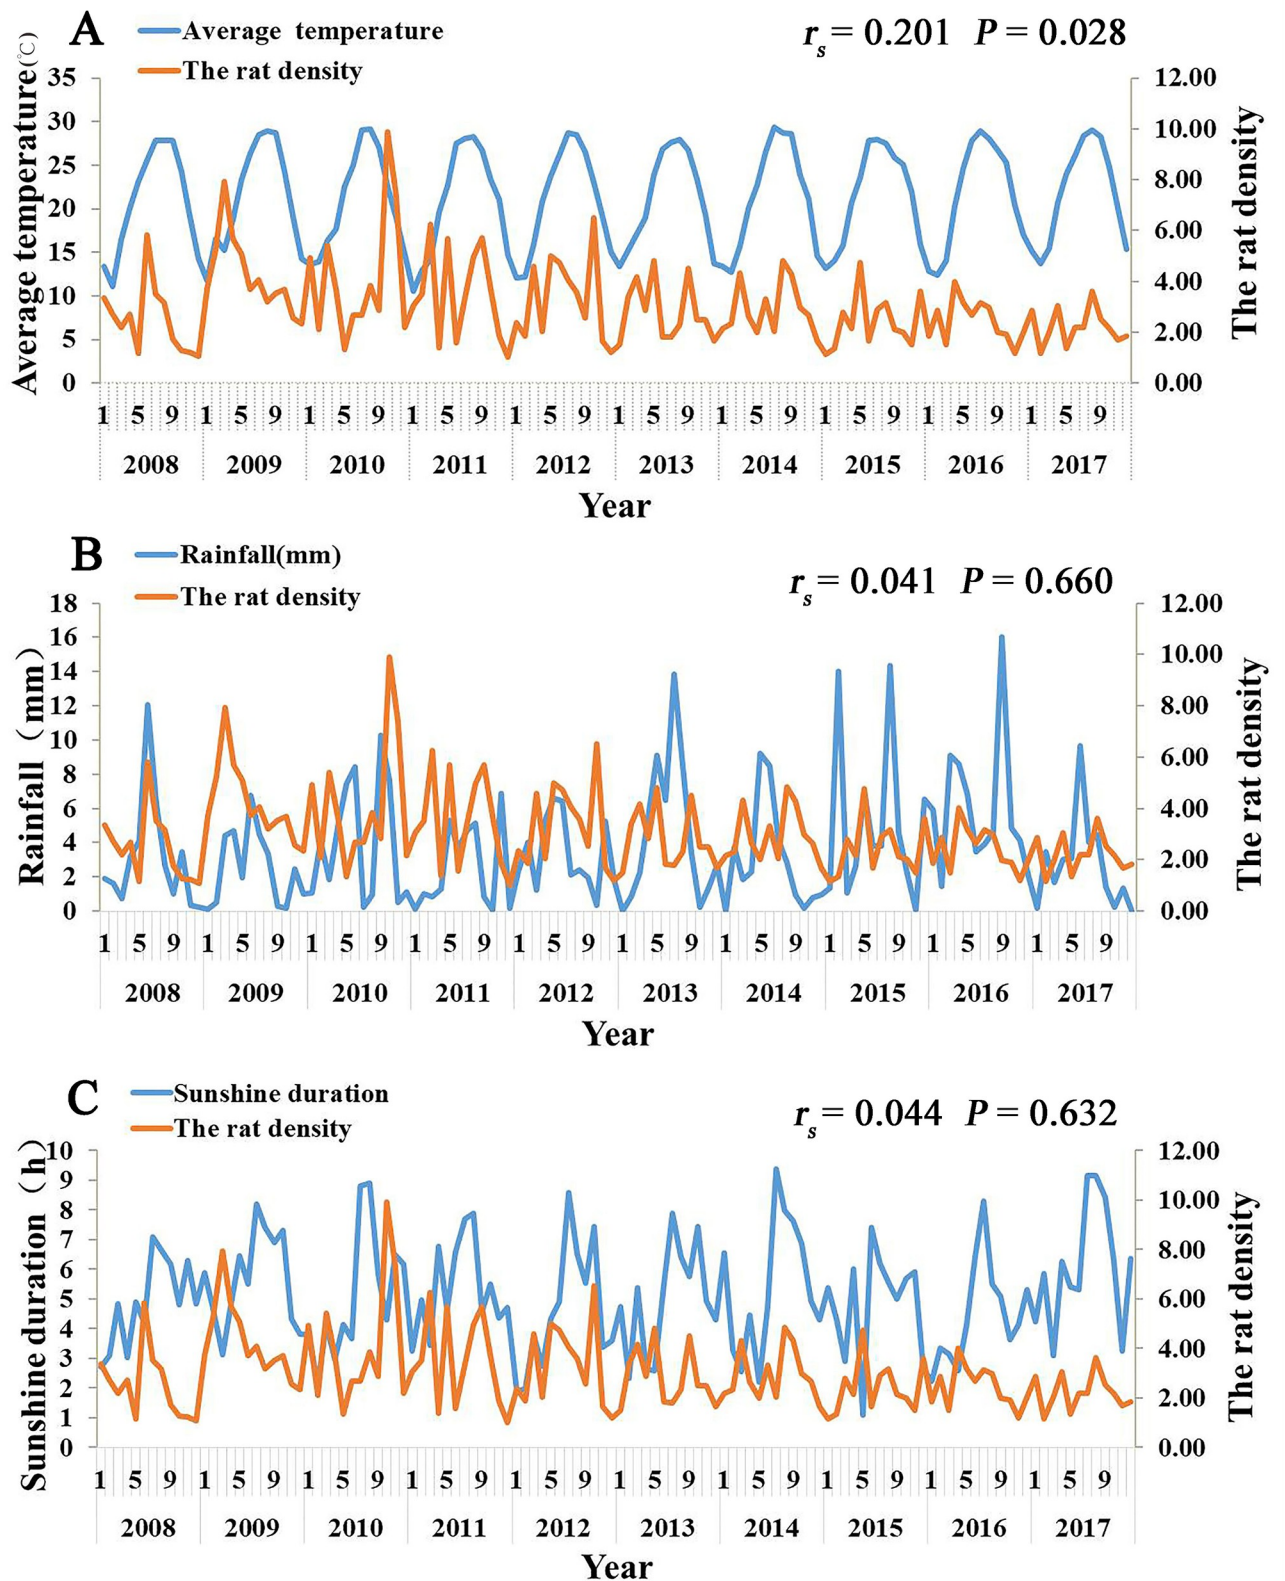 A
Average temperature
The rat density
rs = 0.201 P = 0.028
Average temperature(℃)
35
30
25
20
15
10
5
0
12.00
10.00
8.00
6.00
4.00
2.00
0.00
The rat density
1 5 9 1 5 9 1 5 9 1 5 9 1 5 9 1 5 9 1 5 9 1 5 9 1 5 9 1 5 9
2008 2009 2010 2011 2012 2013 2014 2015 2016 2017
Year
B
Rainfall(mm)
The rat density
rs = 0.041 P = 0.660
Rainfall（mm）
18
16
14
12
10
8
6
4
2
0
12.00
10.00
8.00
6.00
4.00
2.00
0.00
The rat density
1 5 9 1 5 9 1 5 9 1 5 9 1 5 9 1 5 9 1 5 9 1 5 9 1 5 9 1 5 9
2008 2009 2010 2011 2012 2013 2014 2015 2016 2017
Year
C
Sunshine duration
The rat density
rs = 0.044 P = 0.632
Sunshine duration（h）
10
9
8
7
6
5
4
3
2
1
0
12.00
10.00
8.00
6.00
4.00
2.00
0.00
The rat density
1 5 9 1 5 9 1 5 9 1 5 9 1 5 9 1 5 9 1 5 9 1 5 9 1 5 9 1 5 9
2008 2009 2010 2011 2012 2013 2014 2015 2016 2017
Year